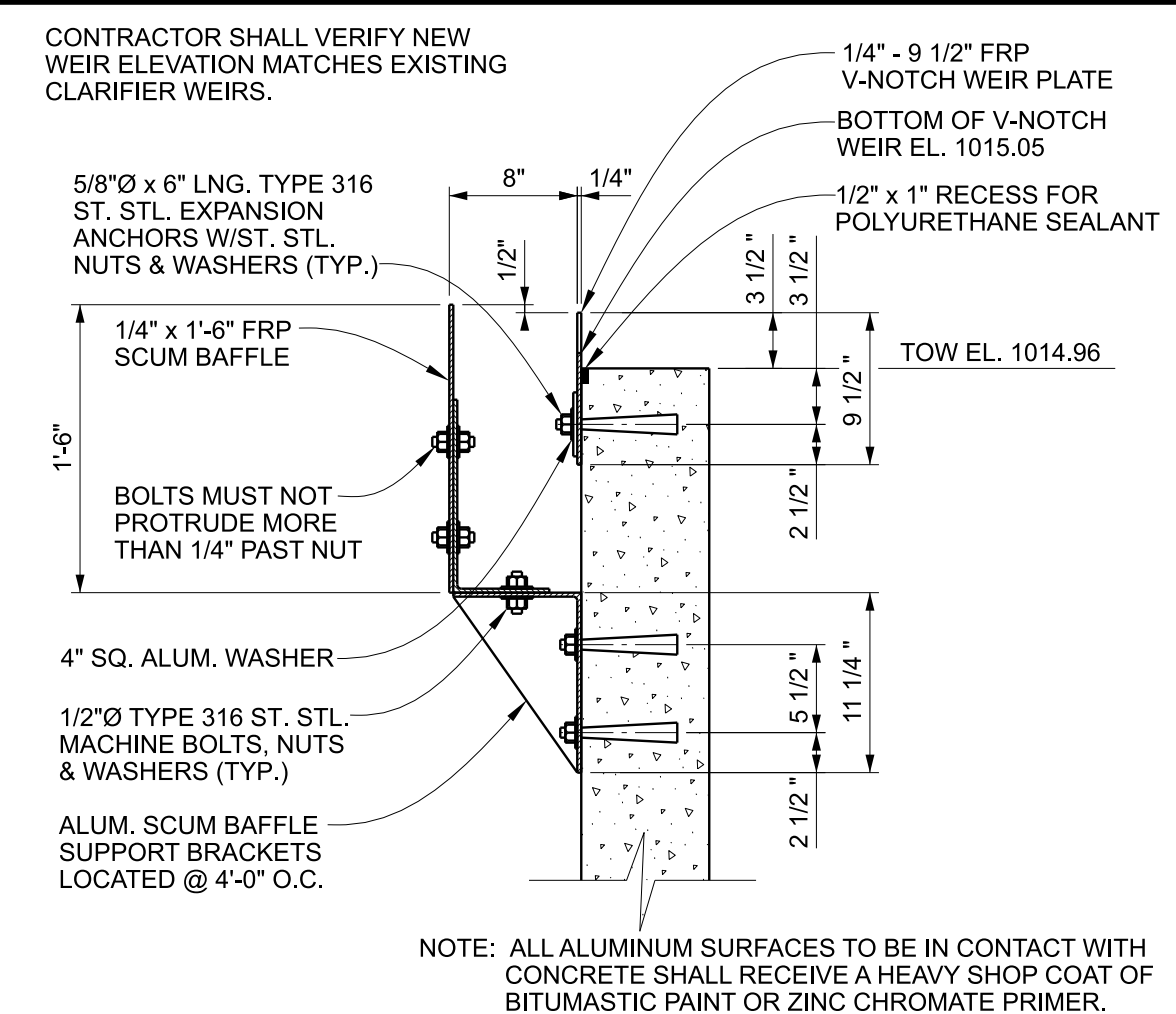 CONTRACTOR SHALL VERIFY NEW
WEIR ELEVATION MATCHES EXISTING
CLARIFIER WEIRS.
1/4" - 9 1/2" FRP
V-NOTCH WEIR PLATE
BOTTOM OF V-NOTCH
WEIR EL. 1015.05
1/2" x 1" RECESS FOR
POLYURETHANE SEALANT
5/8"Ø x 6" LNG. TYPE 316
ST. STL. EXPANSION
ANCHORS W/ST. STL.
NUTS & WASHERS (TYP.)
8"
1/4"
1/2"
3 1/2"
3 1/2"
1/4" x 1'-6" FRP
SCUM BAFFLE
TOW EL. 1014.96
9 1/2"
1'-6"
2 1/2"
BOLTS MUST NOT
PROTRUDE MORE
THAN 1/4" PAST NUT
4" SQ. ALUM. WASHER
5 1/2"
11 1/4"
1/2"Ø TYPE 316 ST. STL.
MACHINE BOLTS, NUTS
& WASHERS (TYP.)
2 1/2"
ALUM. SCUM BAFFLE
SUPPORT BRACKETS
LOCATED @ 4'-0" O.C.
NOTE: ALL ALUMINUM SURFACES TO BE IN CONTACT WITH
CONCRETE SHALL RECEIVE A HEAVY SHOP COAT OF
BITUMASTIC PAINT OR ZINC CHROMATE PRIMER.